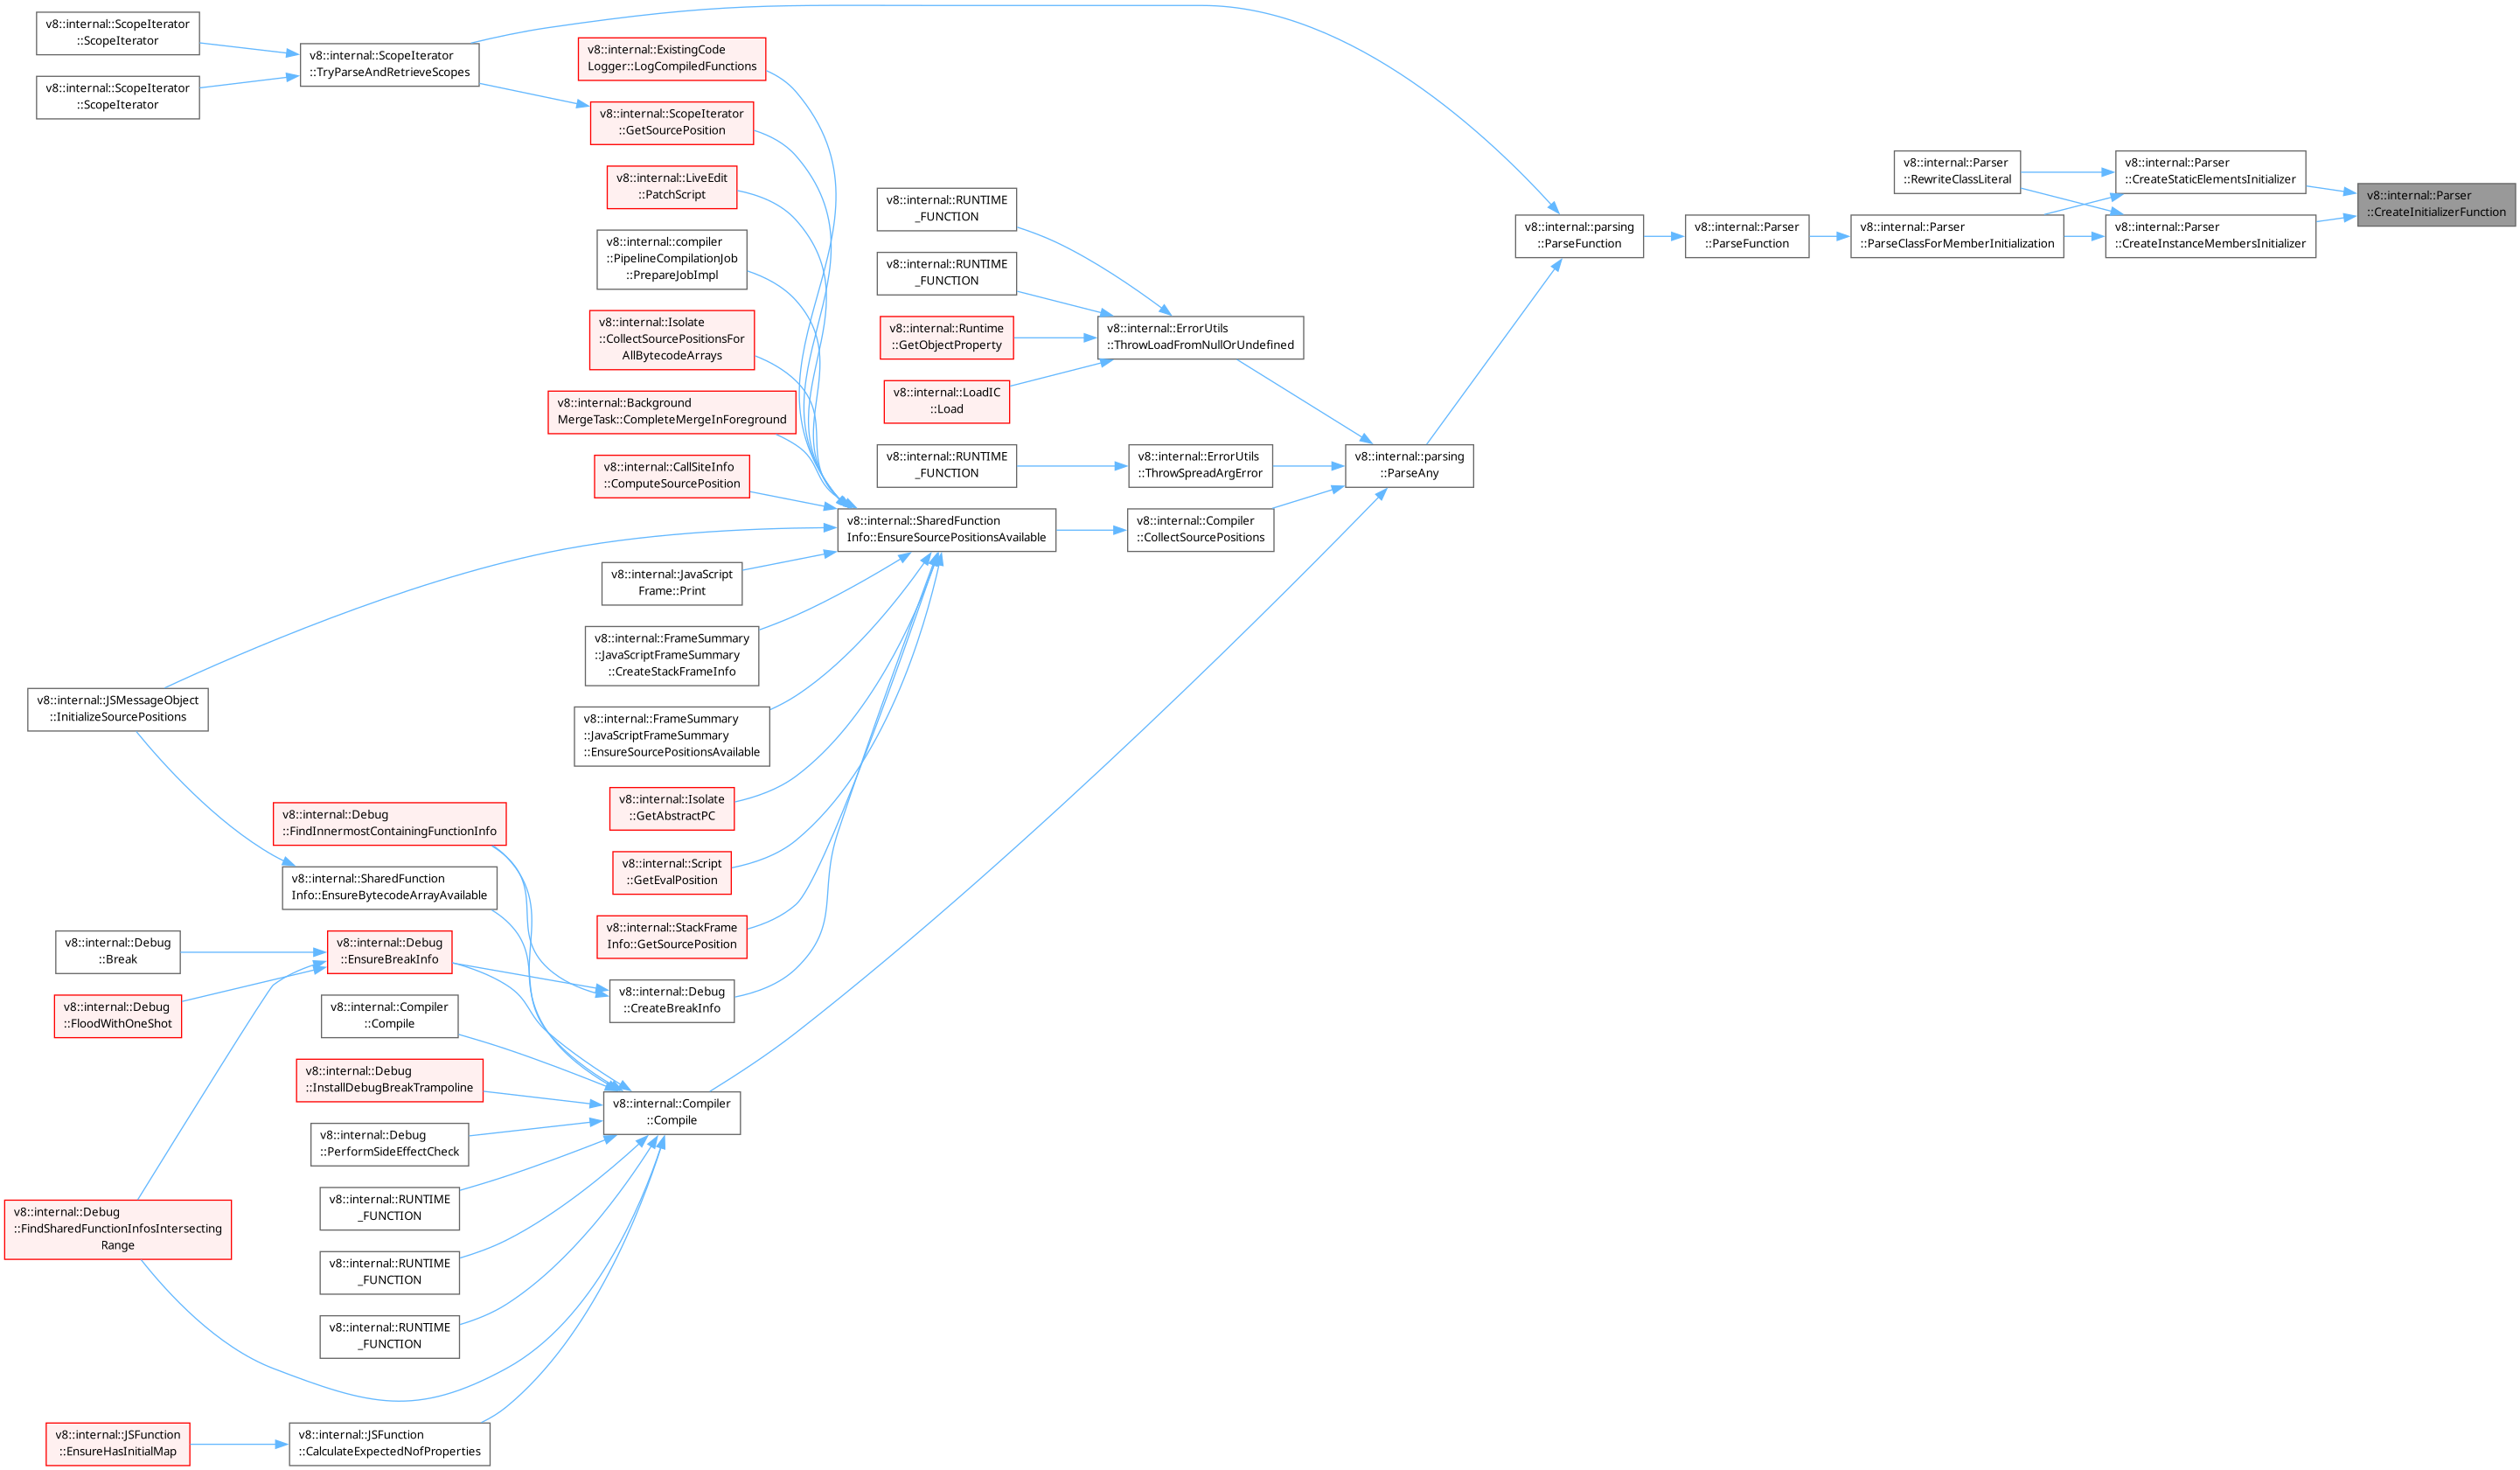 v8::internal::ScopeIterator
::ScopeIterator
v8::internal::ScopeIterator
::ScopeIterator
v8::internal::ScopeIterator
::TryParseAndRetrieveScopes
v8::internal::ExistingCode
Logger::LogCompiledFunctions
v8::internal::ScopeIterator
::GetSourcePosition
v8::internal::LiveEdit
::PatchScript
v8::internal::compiler
::PipelineCompilationJob
::PrepareJobImpl
v8::internal::Isolate
::CollectSourcePositionsFor
AllBytecodeArrays
v8::internal::Background
MergeTask::CompleteMergeInForeground
v8::internal::CallSiteInfo
::ComputeSourcePosition
v8::internal::JavaScript
Frame::Print
v8::internal::FrameSummary
::JavaScriptFrameSummary
::CreateStackFrameInfo
v8::internal::FrameSummary
::JavaScriptFrameSummary
::EnsureSourcePositionsAvailable
v8::internal::Isolate
::GetAbstractPC
v8::internal::Script
::GetEvalPosition
v8::internal::StackFrame
Info::GetSourcePosition
v8::internal::Debug
::CreateBreakInfo
v8::internal::Compiler
::Compile
v8::internal::JSMessageObject
::InitializeSourcePositions
v8::internal::Debug
::FindInnermostContainingFunctionInfo
v8::internal::SharedFunction
Info::EnsureBytecodeArrayAvailable
v8::internal::Debug
::Break
v8::internal::Debug
::EnsureBreakInfo
v8::internal::Debug
::FloodWithOneShot
v8::internal::Compiler
::Compile
v8::internal::Debug
::InstallDebugBreakTrampoline
v8::internal::Debug
::PerformSideEffectCheck
v8::internal::RUNTIME
_FUNCTION
v8::internal::Debug
::FindSharedFunctionInfosIntersecting
Range
v8::internal::RUNTIME
_FUNCTION
v8::internal::RUNTIME
_FUNCTION
v8::internal::JSFunction
::EnsureHasInitialMap
v8::internal::JSFunction
::CalculateExpectedNofProperties
v8::internal::RUNTIME
_FUNCTION
v8::internal::RUNTIME
_FUNCTION
v8::internal::Runtime
::GetObjectProperty
v8::internal::LoadIC
::Load
v8::internal::RUNTIME
_FUNCTION
v8::internal::SharedFunction
Info::EnsureSourcePositionsAvailable
v8::internal::ErrorUtils
::ThrowLoadFromNullOrUndefined
v8::internal::ErrorUtils
::ThrowSpreadArgError
v8::internal::Compiler
::CollectSourcePositions
v8::internal::parsing
::ParseAny
v8::internal::parsing
::ParseFunction
v8::internal::Parser
::ParseFunction
v8::internal::Parser
::RewriteClassLiteral
v8::internal::Parser
::ParseClassForMemberInitialization
v8::internal::Parser
::CreateStaticElementsInitializer
v8::internal::Parser
::CreateInstanceMembersInitializer
v8::internal::Parser
::CreateInitializerFunction